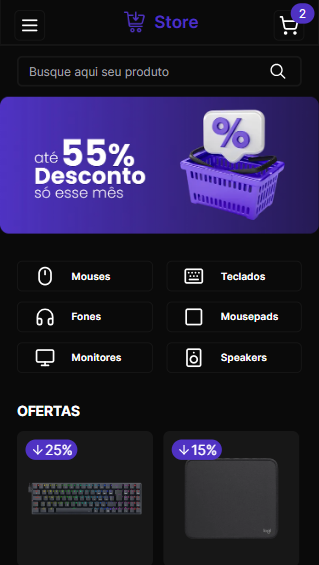 Store
2
Busque aqui seu produto
%
até 55%
Desconto
só esse mês
Mouses
Teclados
Fones
Mousepads
Monitores
Speakers
OFERTAS
25%
15%
logi